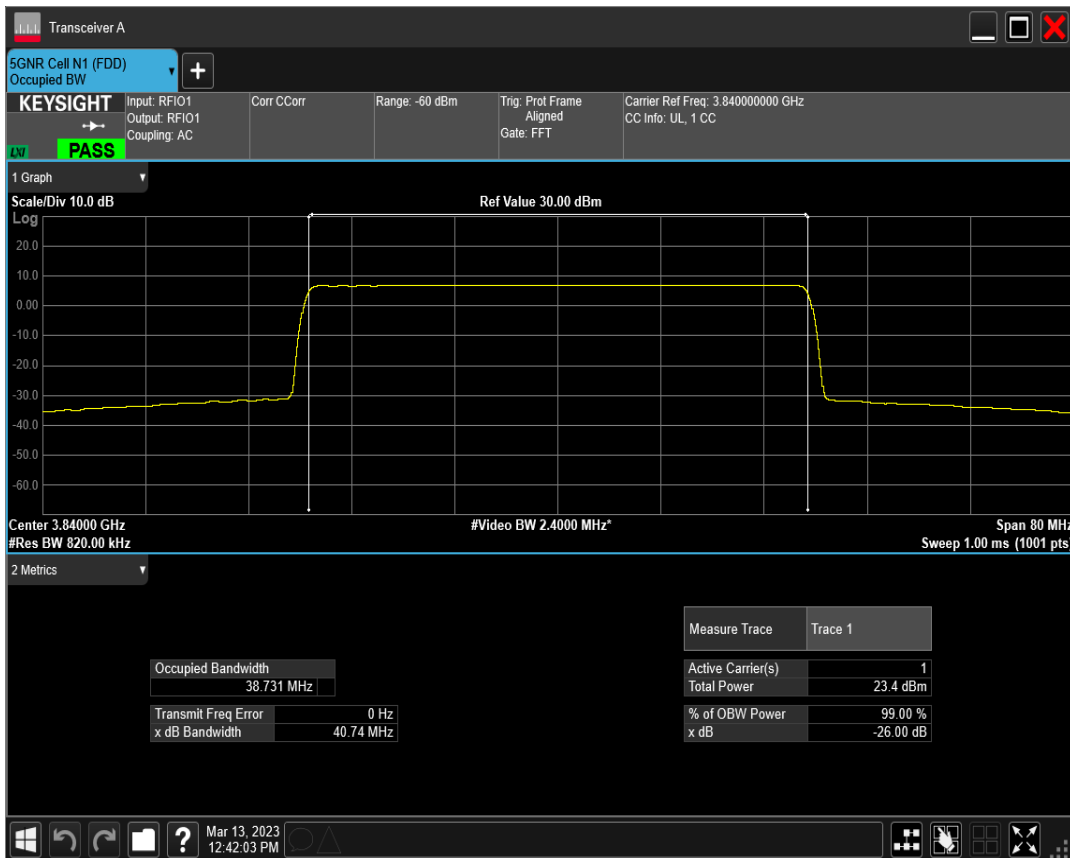 Transceiver A
5GNR Cell N1 (FDD)
Occupied BW
KEYSIGHT
LXI
PASS
Input: RFIO1
Output: RFIO1
Coupling: AC
Corr CCorr
Range: -60 dBm
Trig: Prot Frame
Aligned
Gate: FFT
Carrier Ref Freq: 3.840000000 GHz
CC Info: UL, 1 CC
1 Graph
Scale/Div 10.0 dB
Ref Value 30.00 dBm
Log
20.0
10.0
0.00
-10.0
-20.0
-30.0
-40.0
-50.0
-60.0
Center 3.84000 GHz
#Video BW 2.4000 MHz*
Span 80 MHz
#Res BW 820.00 kHz
Sweep 1.00 ms (1001 pts)
2 Metrics
Measure Trace Trace 1
Occupied Bandwidth
38.731 MHz
Transmit Freq Error 0 Hz
x dB Bandwidth 40.74 MHz
Active Carrier(s) 1
Total Power 23.4 dBm
% of OBW Power 99.00 %
x dB -26.00 dB
?
Mar 13, 2023
12:42:03 PM